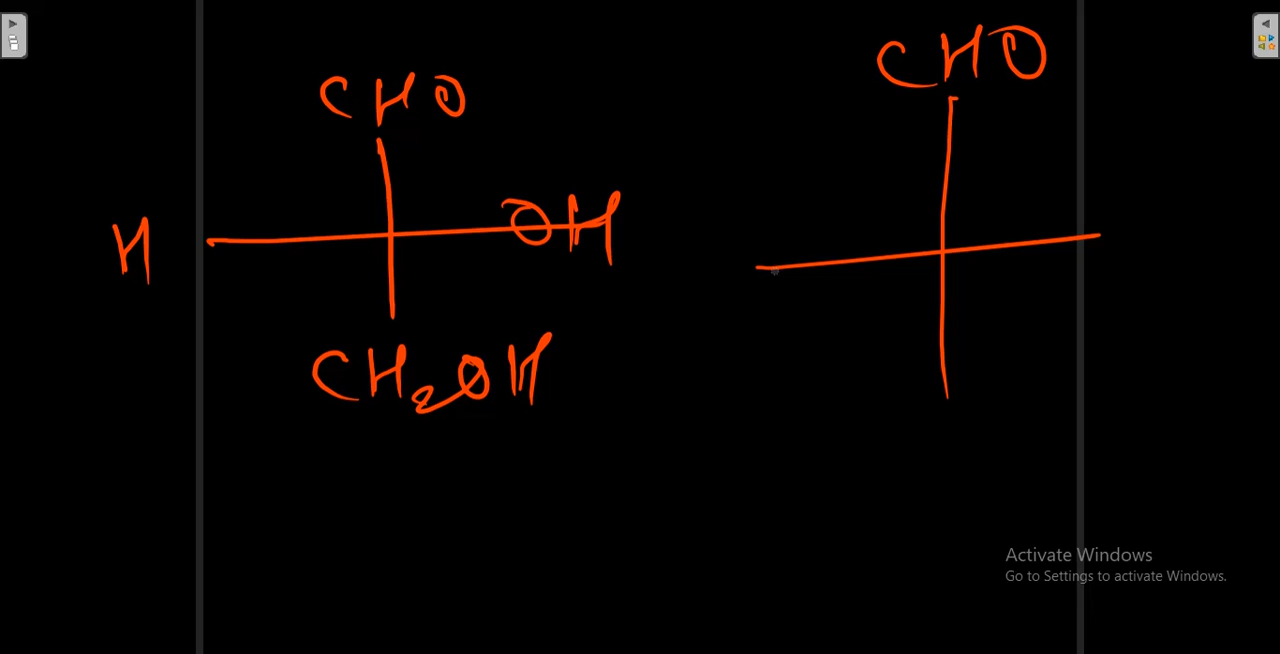 CHO
H OH
CH2OH
CHO
Activate Windows
Go to Settings to activate Windows.